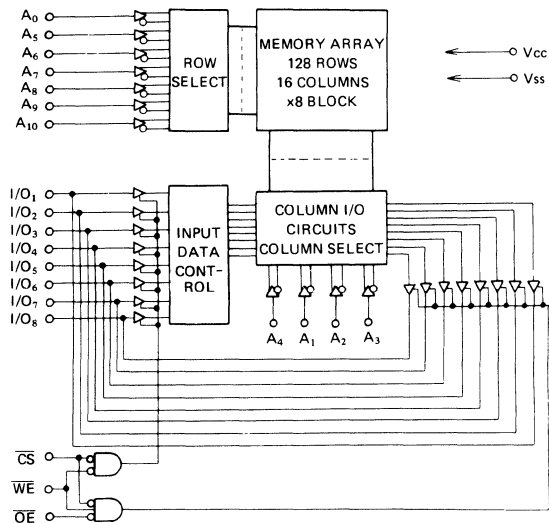 A0
A5
A6
A7
A8
A9
A10
ROW
SELECT
MEMORY ARRAY
128 ROWS
16 COLUMNS
x8 BLOCK
Vcc
Vss
I/O1
I/O2
I/O3
I/O4
I/O5
I/O6
I/O7
I/O8
INPUT
DATA
CONT-
ROL
COLUMN I/O
CIRCUITS
COLUMN SELECT
A4 A1 A2 A3
CS
WE
OE